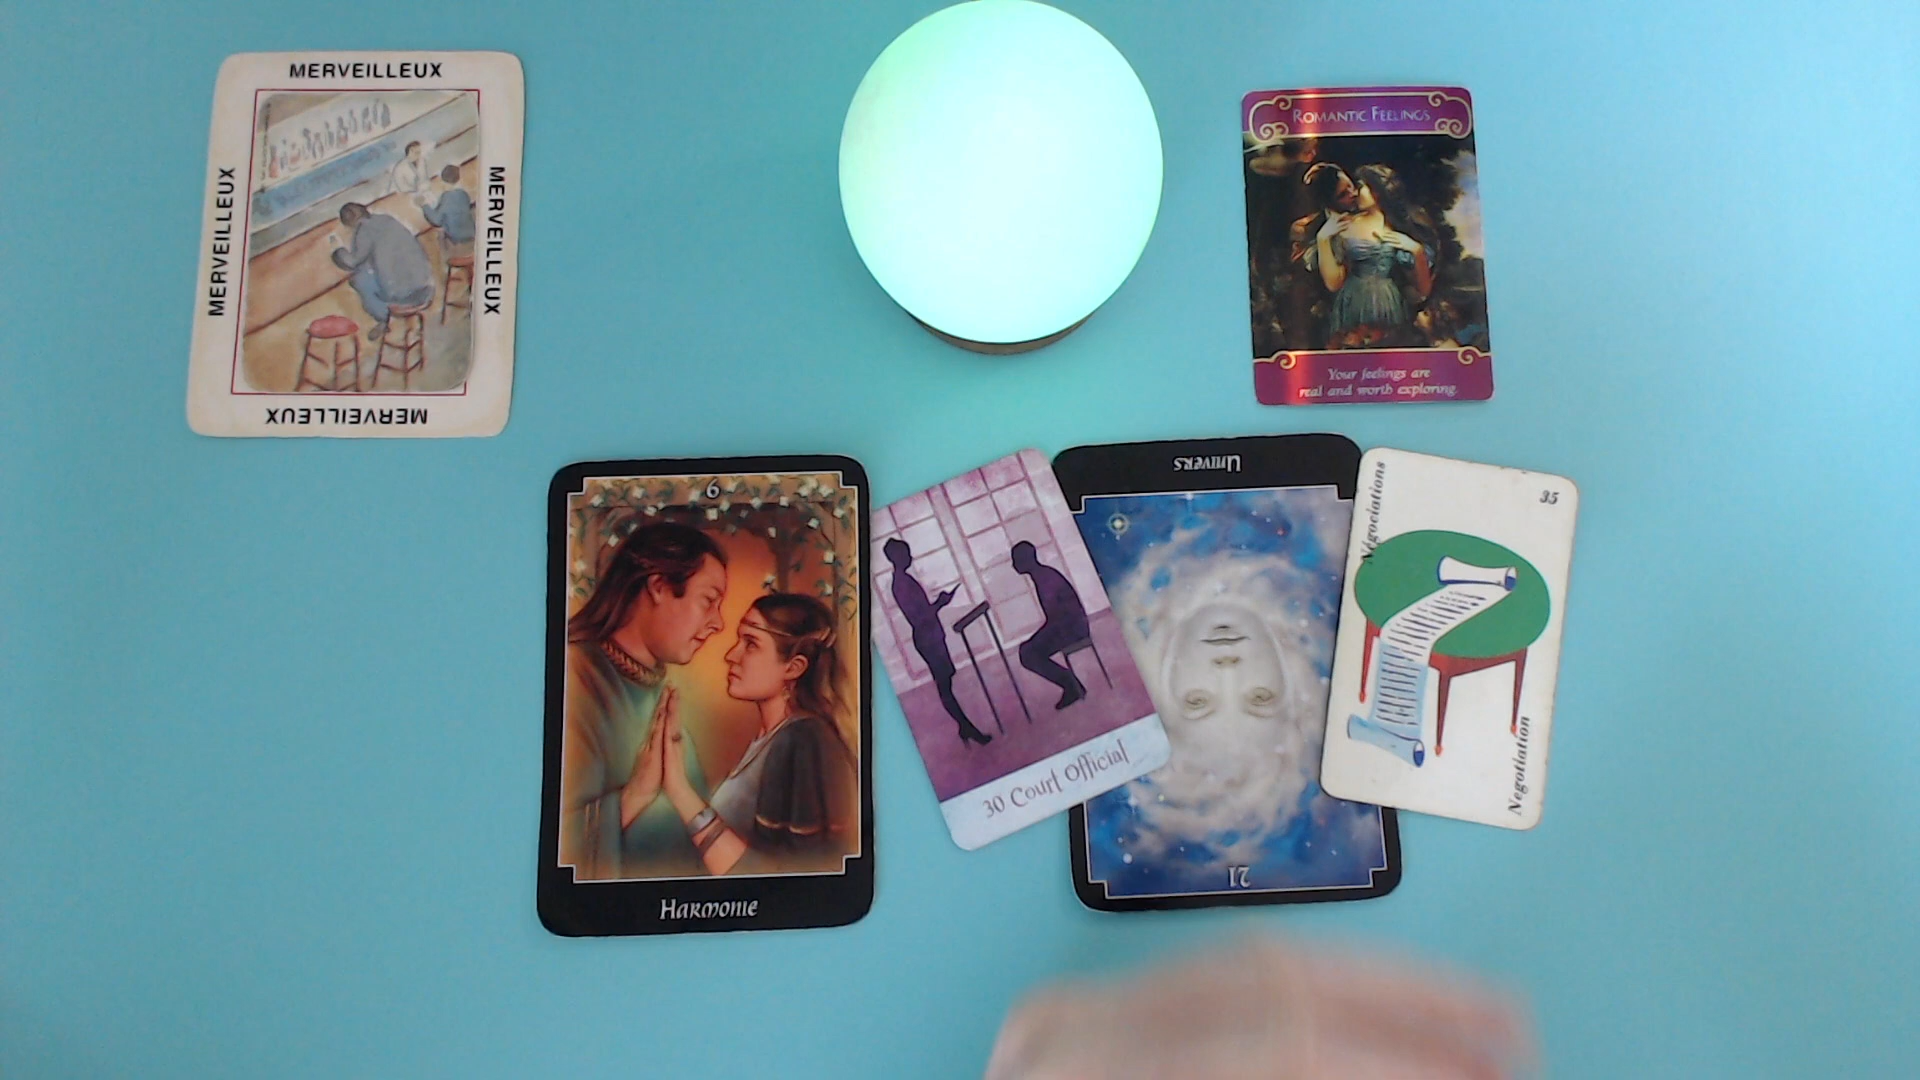 MERVEILLEUX
MERVEILLEUX
MERVEILLEUX
MERVEILLEUX
Romantic Feelings
Your feelings are
real and worth exploring.
6
Harmonie
30 Court Official
Univers
21
Négociations
35
Negotiation